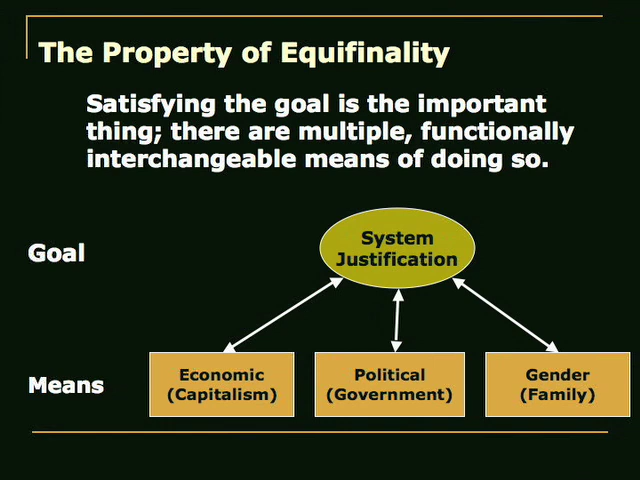 The Property of Equifinality
Satisfying the goal is the important
thing; there are multiple, functionally
interchangeable means of doing so.
Goal
System
Justification
Means
Economic
(Capitalism)
Political
(Government)
Gender
(Family)